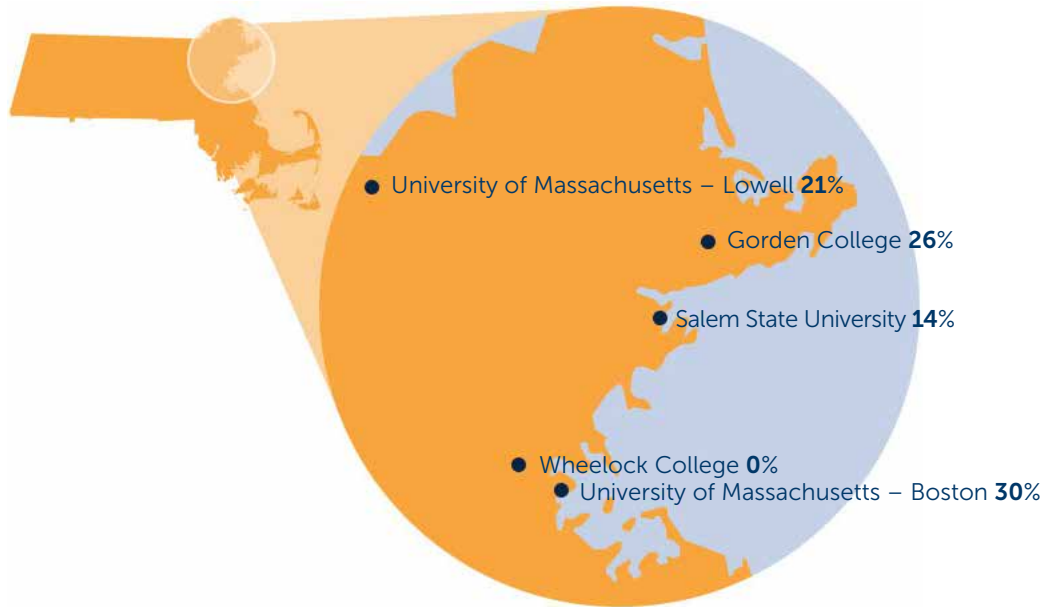 University of Massachusetts – Lowell 21%
Gorden College 26%
Salem State University 14%
Wheelock College 0%
University of Massachusetts – Boston 30%